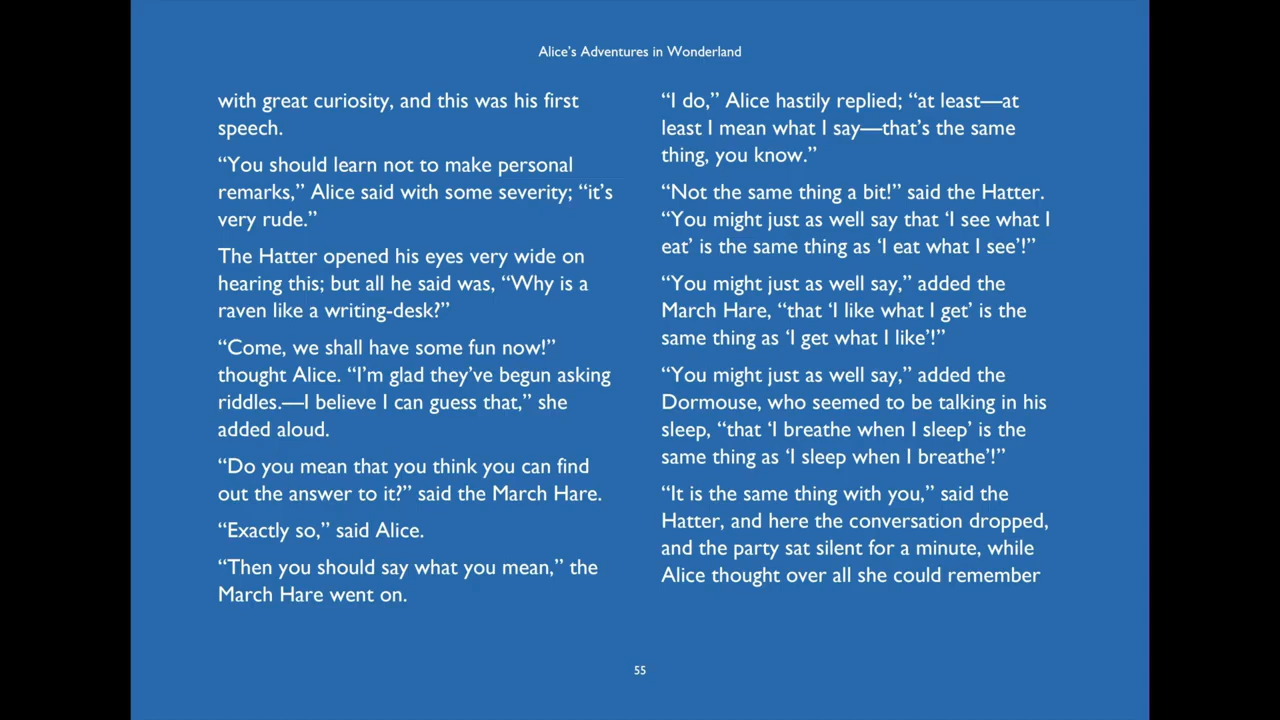 Alice’s Adventures in Wonderland
with great curiosity, and this was his first
speech.
“You should learn not to make personal
remarks,” Alice said with some severity; “it’s
very rude.”
The Hatter opened his eyes very wide on
hearing this; but all he said was, “Why is a
raven like a writing-desk?”
“Come, we shall have some fun now!”
thought Alice. “I’m glad they’ve begun asking
riddles.—I believe I can guess that,” she
added aloud.
“Do you mean that you think you can find
out the answer to it?” said the March Hare.
“Exactly so,” said Alice.
“Then you should say what you mean,” the
March Hare went on.
“I do,” Alice hastily replied; “at least—at
least I mean what I say—that’s the same
thing, you know.”
“Not the same thing a bit!” said the Hatter.
“You might just as well say that ‘I see what I
eat’ is the same thing as ‘I eat what I see’!”
“You might just as well say,” added the
March Hare, “that ‘I like what I get’ is the
same thing as ‘I get what I like’!”
“You might just as well say,” added the
Dormouse, who seemed to be talking in his
sleep, “that ‘I breathe when I sleep’ is the
same thing as ‘I sleep when I breathe’!”
“It is the same thing with you,” said the
Hatter, and here the conversation dropped,
and the party sat silent for a minute, while
Alice thought over all she could remember
55